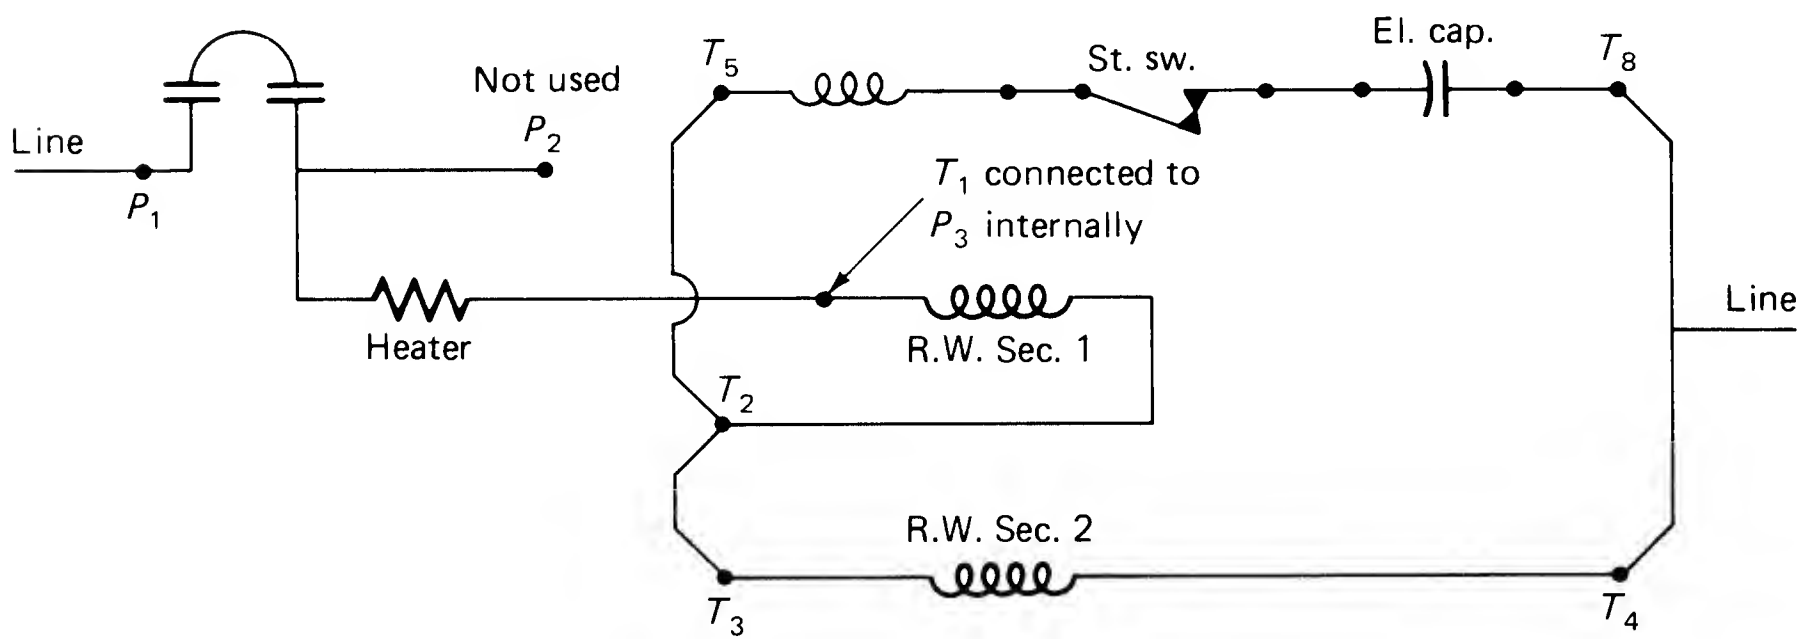 Line
P1
Not used
P2
Heater
T5
St. sw.
El. cap.
T8
T1 connected to
P3 internally
R.W. Sec. 1
T2
Line
R.W. Sec. 2
T3
T4